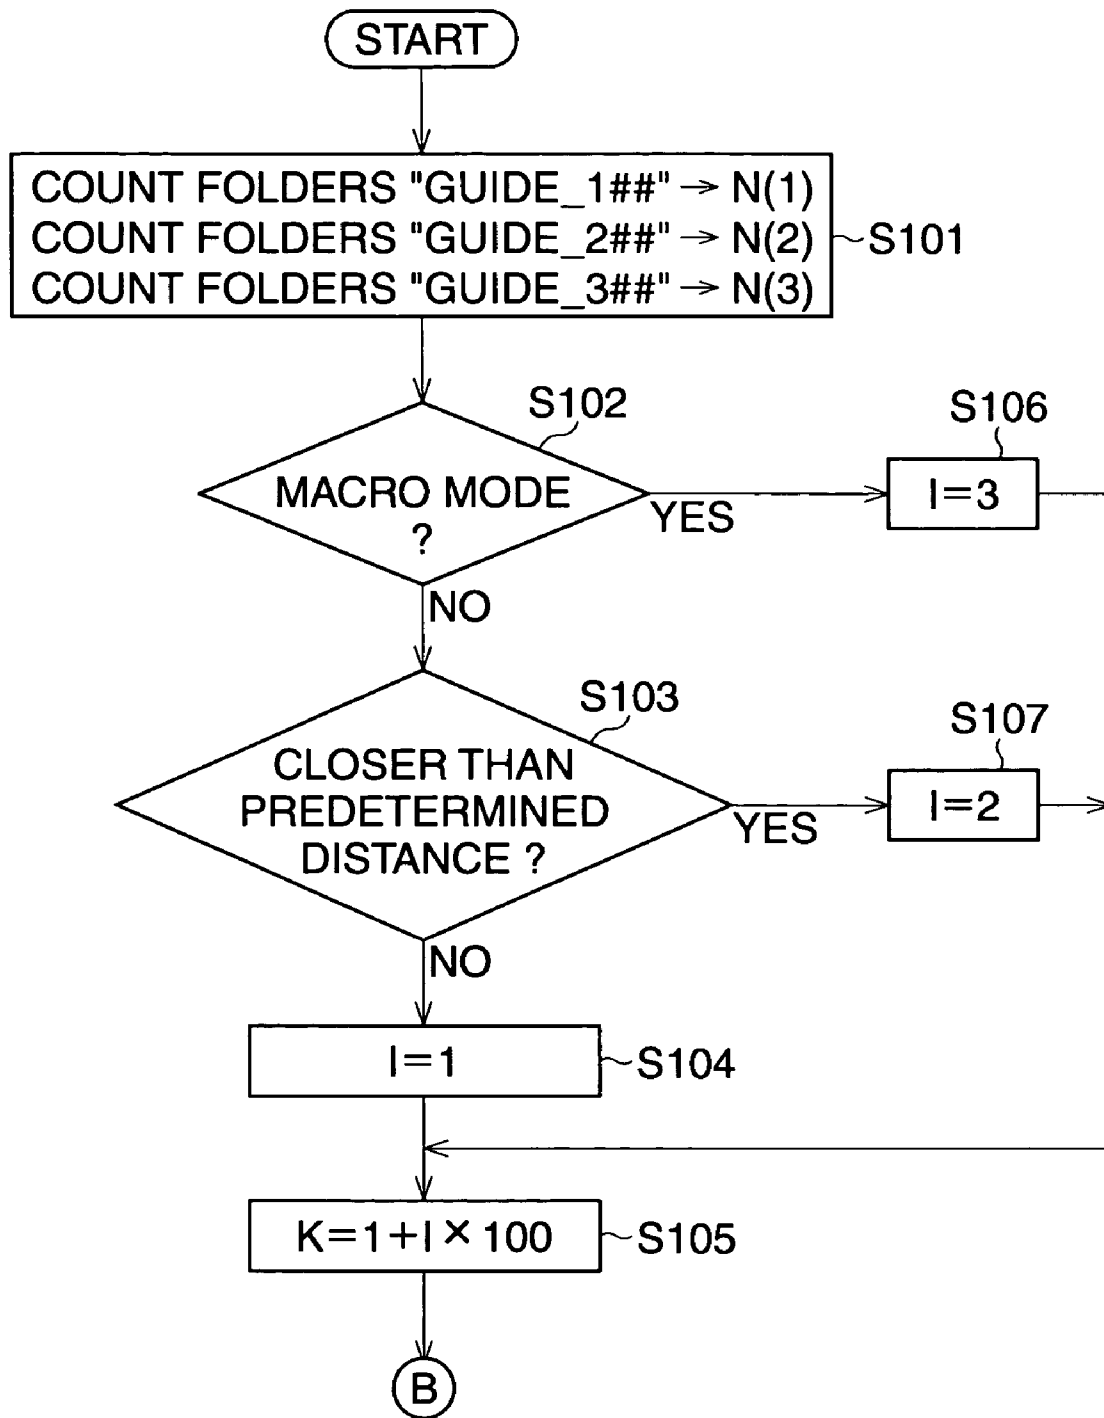 START
COUNT FOLDERS "GUIDE_1##" → N(1)
COUNT FOLDERS "GUIDE_2##" → N(2)
COUNT FOLDERS "GUIDE_3##" → N(3)
S101
S102
MACRO MODE
?
YES
S106
I=3
NO
S103
CLOSER THAN
PREDETERMINED
DISTANCE ?
YES
S107
I=2
NO
I=1
S104
K=1+I×100
S105
B